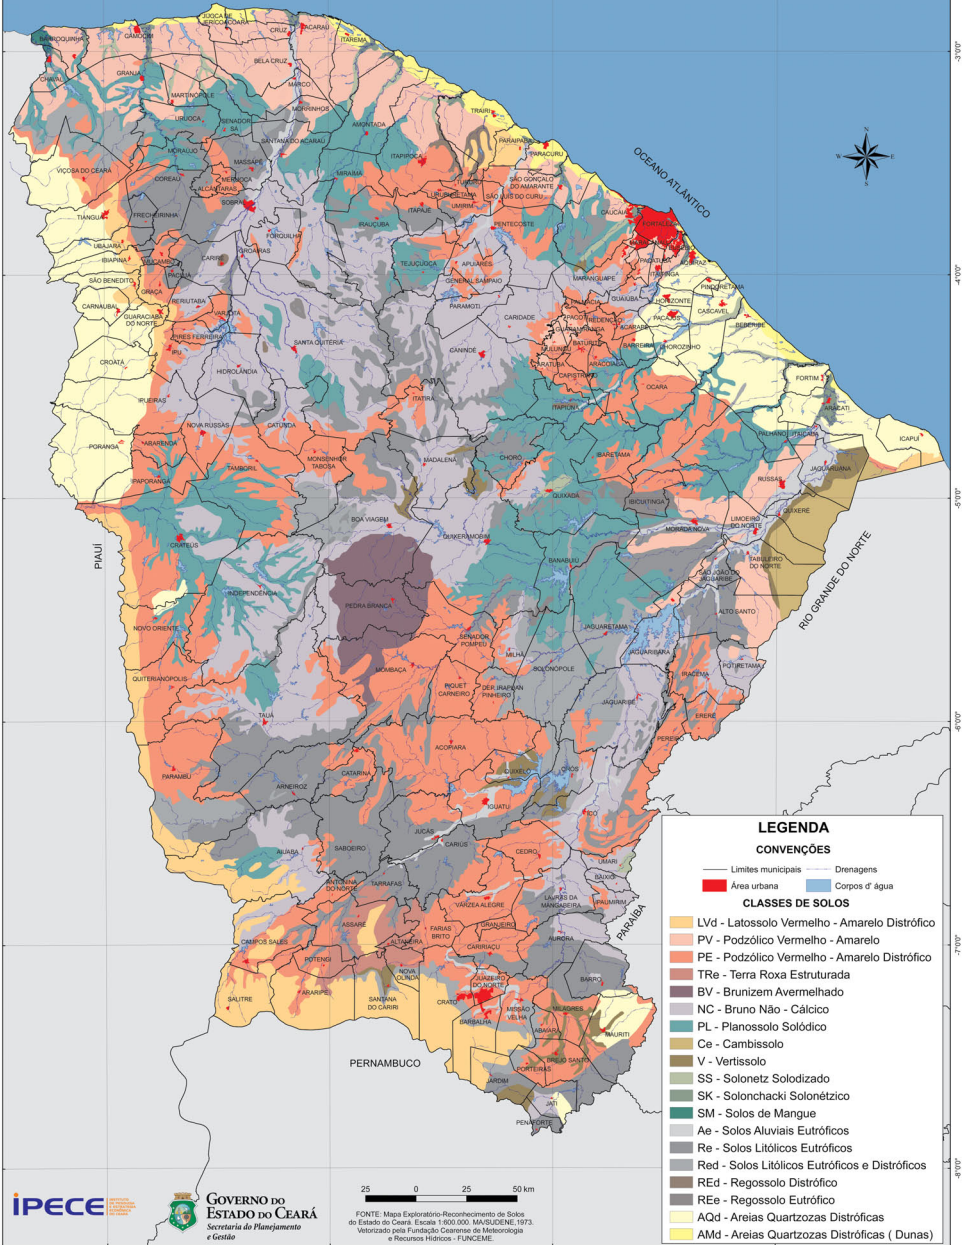 JIJOCA DE
JERICOACOARA
CRUZ
ACARAÚ
ITAREMA
BARROQUINHA
CAMOCIM
BELA CRUZ
CHAVAL
GRANJA
MARCO
MARTINÓPOLE
MORRINHOS
TRAIRI
URUOCA
SENADOR
SÁ
AMONTADA
SANTANA DO ACARAÚ
PARAIPABA
PARACURU
MORAÚJO
MASSAPÊ
ITAPIPOCA
OCEANO ATLÂNTICO
N
W
E
S
VIÇOSA DO CEARÁ
COREAÚ
MERUOCA
ALCÂNTARAS
MIRAÍMA
TURURU
SÃO GONÇALO
DO AMARANTE
URUBURETAMA
SÃO LUIS DO CURU
UMIRIM
TIANGUÁ
FRECHEIRINHA
SOBRAL
ITAPAJÉ
CAUCAIA
FORTALEZA
IRAUÇUBA
PENTECOSTE
MARACANAÚ
UBAJARA
FORQUILHA
GROAÍRAS
IBIAPINA
MUCAMBO
CARIRÉ
TEJUÇUOCA
APUIARÉS
PACATUBA
AQUIRAZ
ITAITINGA
SÃO BENEDITO
PACUJÁ
GENERAL SAMPAIO
MARANGUAPE
PINDORETAMA
GRAÇA
GUAIUBA
HORIZONTE
CARNAUBAL
RERIUTABA
PARAMOTI
PALMÁCIA
CASCAVEL
GUARACIABA
DO NORTE
VARJOTA
CARIDADE
PACOTI
REDENÇÃO
PACAJUS
BEBERIBE
GUARAMIRANGA
ACARAPE
PIRES FERREIRA
BATURITÉ
BARREIRA
CHOROZINHO
IPU
SANTA QUITÉRIA
CANINDÉ
MULUNGU
CROATÁ
ARATUBA
ARACOIABA
HIDROLÂNDIA
CAPISTRANO
FORTIM
IPUEIRAS
ITATIRA
OCARA
ITAPIÚNA
ARACATI
NOVA RUSSAS
CATUNDA
PALHANO
ITAIÇABA
PORANGA
ARARENDÁ
ICAPUÍ
MONSENHOR
TABOSA
MADALENA
CHORÓ
IBARETAMA
TAMBORIL
JAGUARUANA
IPAPORANGA
RUSSAS
QUIXADÁ
IBICUITINGA
QUIXERÉ
BOA VIAGEM
LIMOEIRO
DO NORTE
MORADA NOVA
CRATEÚS
QUIXERAMOBIM
PIAUÍ
BANABUIÚ
TABULEIRO
DO NORTE
RIO GRANDE DO NORTE
SÃO JOÃO DO
JAGUARIBE
INDEPENDÊNCIA
PEDRA BRANCA
ALTO SANTO
NOVO ORIENTE
SENADOR
POMPEU
JAGUARETAMA
MILHÃ
JAGUARIBARA
MOMBAÇA
SOLONÓPOLE
POTIRETAMA
QUITERIANÓPOLIS
PIQUET
CARNEIRO
DEP. IRAPUAN
PINHEIRO
IRACEMA
TAUÁ
JAGUARIBE
ERERÊ
PEREIRO
ACOPIARA
PARAMBU
CATARINA
QUIXELÔ
ORÓS
ARNEIROZ
IGUATU
ICÓ
JUCÁS
CARIÚS
AIUABA
SABOEIRO
CEDRO
UMARI
BAIXIO
ANTONINA
DO NORTE
TARRAFAS
VÁRZEA ALEGRE
LAVRAS DA
MANGABEIRA
IPAUMIRIM
ASSARÉ
FARIAS
BRITO
GRANJEIRO
PARAÍBA
CAMPOS SALES
ALTANEIRA
CARIRIAÇU
AURORA
POTENGI
NOVA
OLINDA
JUAZEIRO
DO NORTE
BARRO
SALITRE
ARARIPE
SANTANA
DO CARIRI
CRATO
MISSÃO
VELHA
MILAGRES
BARBALHA
ABAIARA
MAURITI
PERNAMBUCO
BREJO SANTO
PORTEIRAS
JARDIM
JATI
PENAFORTE
-3°0'0"
-4°0'0"
-5°0'0"
-6°0'0"
-7°0'0"
-8°0'0"
LEGENDA
CONVENÇÕES
Limites municipais
Drenagens
Área urbana
Corpos d' água
CLASSES DE SOLOS
LVd - Latossolo Vermelho - Amarelo Distrófico
PV - Podzólico Vermelho - Amarelo
PE - Podzólico Vermelho - Amarelo Distrófico
TRe - Terra Roxa Estruturada
BV - Brunizem Avermelhado
NC - Bruno Não - Cálcico
PL - Planossolo Solódico
Ce - Cambissolo
V - Vertissolo
SS - Solonetz Solodizado
SK - Solonchacki Solonétzico
SM - Solos de Mangue
Ae - Solos Aluviais Eutróficos
Re - Solos Litólicos Eutróficos
Red - Solos Litólicos Eutróficos e Distróficos
REd - Regossolo Distrófico
REe - Regossolo Eutrófico
AQd - Areias Quartzozas Distróficas
AMd - Areias Quartzozas Distróficas ( Dunas)
IPECE
GOVERNO DO
ESTADO DO CEARÁ
Secretaria do Planejamento
e Gestão
25 0 25 50 km
FONTE: Mapa Exploratório-Reconhecimento de Solos
do Estado do Ceará. Escala 1:600.000. MA/SUDENE,1973.
Vetorizado pela Fundação Cearense de Meteorologia
e Recursos Hídricos - FUNCEME.